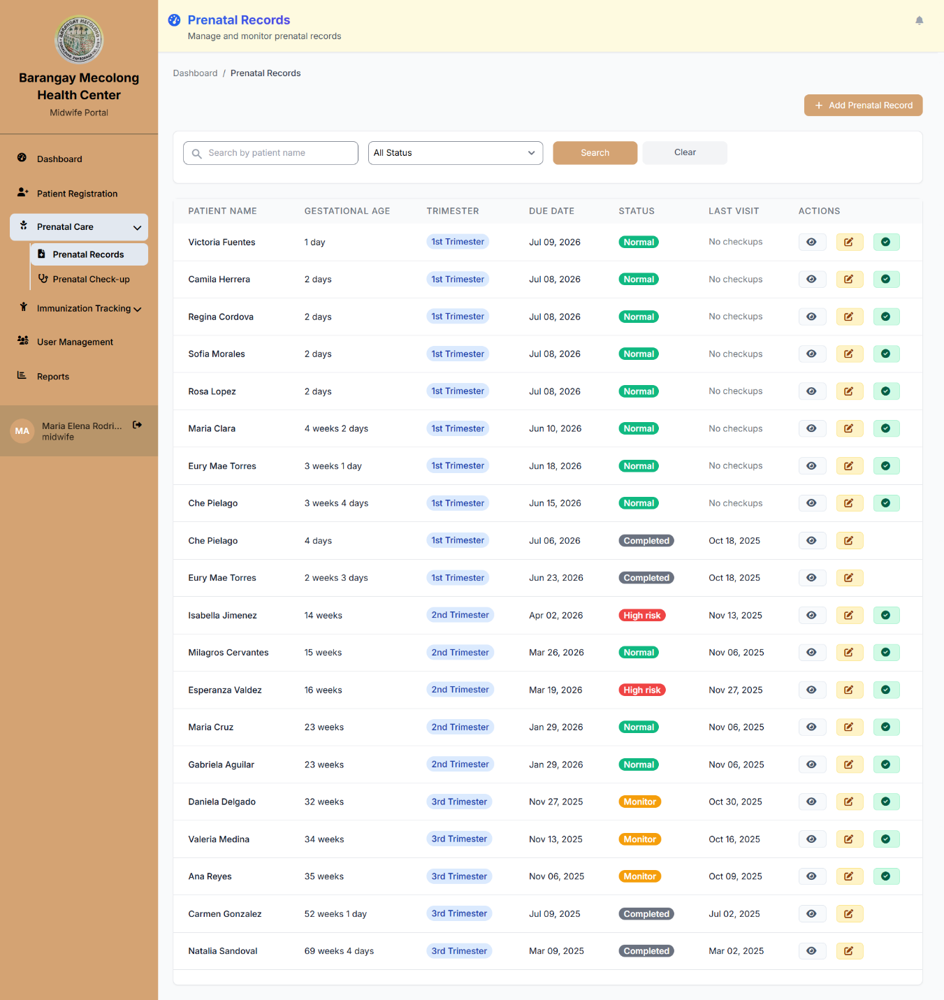 Barangay Mecolong
Health Center
Midwife Portal
Dashboard
Patient Registration
Prenatal Care
Prenatal Records
Prenatal Check-up
Immunization Tracking
User Management
Reports
MA
Maria Elena Rodri...
midwife
Prenatal Records
Manage and monitor prenatal records
Dashboard / Prenatal Records
+ Add Prenatal Record
Search by patient name
All Status
Search
Clear
PATIENT NAME GESTATIONAL AGE TRIMESTER DUE DATE STATUS LAST VISIT ACTIONS
Victoria Fuentes 1 day 1st Trimester Jul 09, 2026 Normal No checkups
Camila Herrera 2 days 1st Trimester Jul 08, 2026 Normal No checkups
Regina Cordova 2 days 1st Trimester Jul 08, 2026 Normal No checkups
Sofia Morales 2 days 1st Trimester Jul 08, 2026 Normal No checkups
Rosa Lopez 2 days 1st Trimester Jul 08, 2026 Normal No checkups
Maria Clara 4 weeks 2 days 1st Trimester Jun 10, 2026 Normal No checkups
Eury Mae Torres 3 weeks 1 day 1st Trimester Jun 18, 2026 Normal No checkups
Che Pielago 3 weeks 4 days 1st Trimester Jun 15, 2026 Normal No checkups
Che Pielago 4 days 1st Trimester Jul 06, 2026 Completed Oct 18, 2025
Eury Mae Torres 2 weeks 3 days 1st Trimester Jun 23, 2026 Completed Oct 18, 2025
Isabella Jimenez 14 weeks 2nd Trimester Apr 02, 2026 High risk Nov 13, 2025
Milagros Cervantes 15 weeks 2nd Trimester Mar 26, 2026 Normal Nov 06, 2025
Esperanza Valdez 16 weeks 2nd Trimester Mar 19, 2026 High risk Nov 27, 2025
Maria Cruz 23 weeks 2nd Trimester Jan 29, 2026 Normal Nov 06, 2025
Gabriela Aguilar 23 weeks 2nd Trimester Jan 29, 2026 Normal Nov 06, 2025
Daniela Delgado 32 weeks 3rd Trimester Nov 27, 2025 Monitor Oct 30, 2025
Valeria Medina 34 weeks 3rd Trimester Nov 13, 2025 Monitor Oct 16, 2025
Ana Reyes 35 weeks 3rd Trimester Nov 06, 2025 Monitor Oct 09, 2025
Carmen Gonzalez 52 weeks 1 day 3rd Trimester Jul 09, 2025 Completed Jul 02, 2025
Natalia Sandoval 69 weeks 4 days 3rd Trimester Mar 09, 2025 Completed Mar 02, 2025